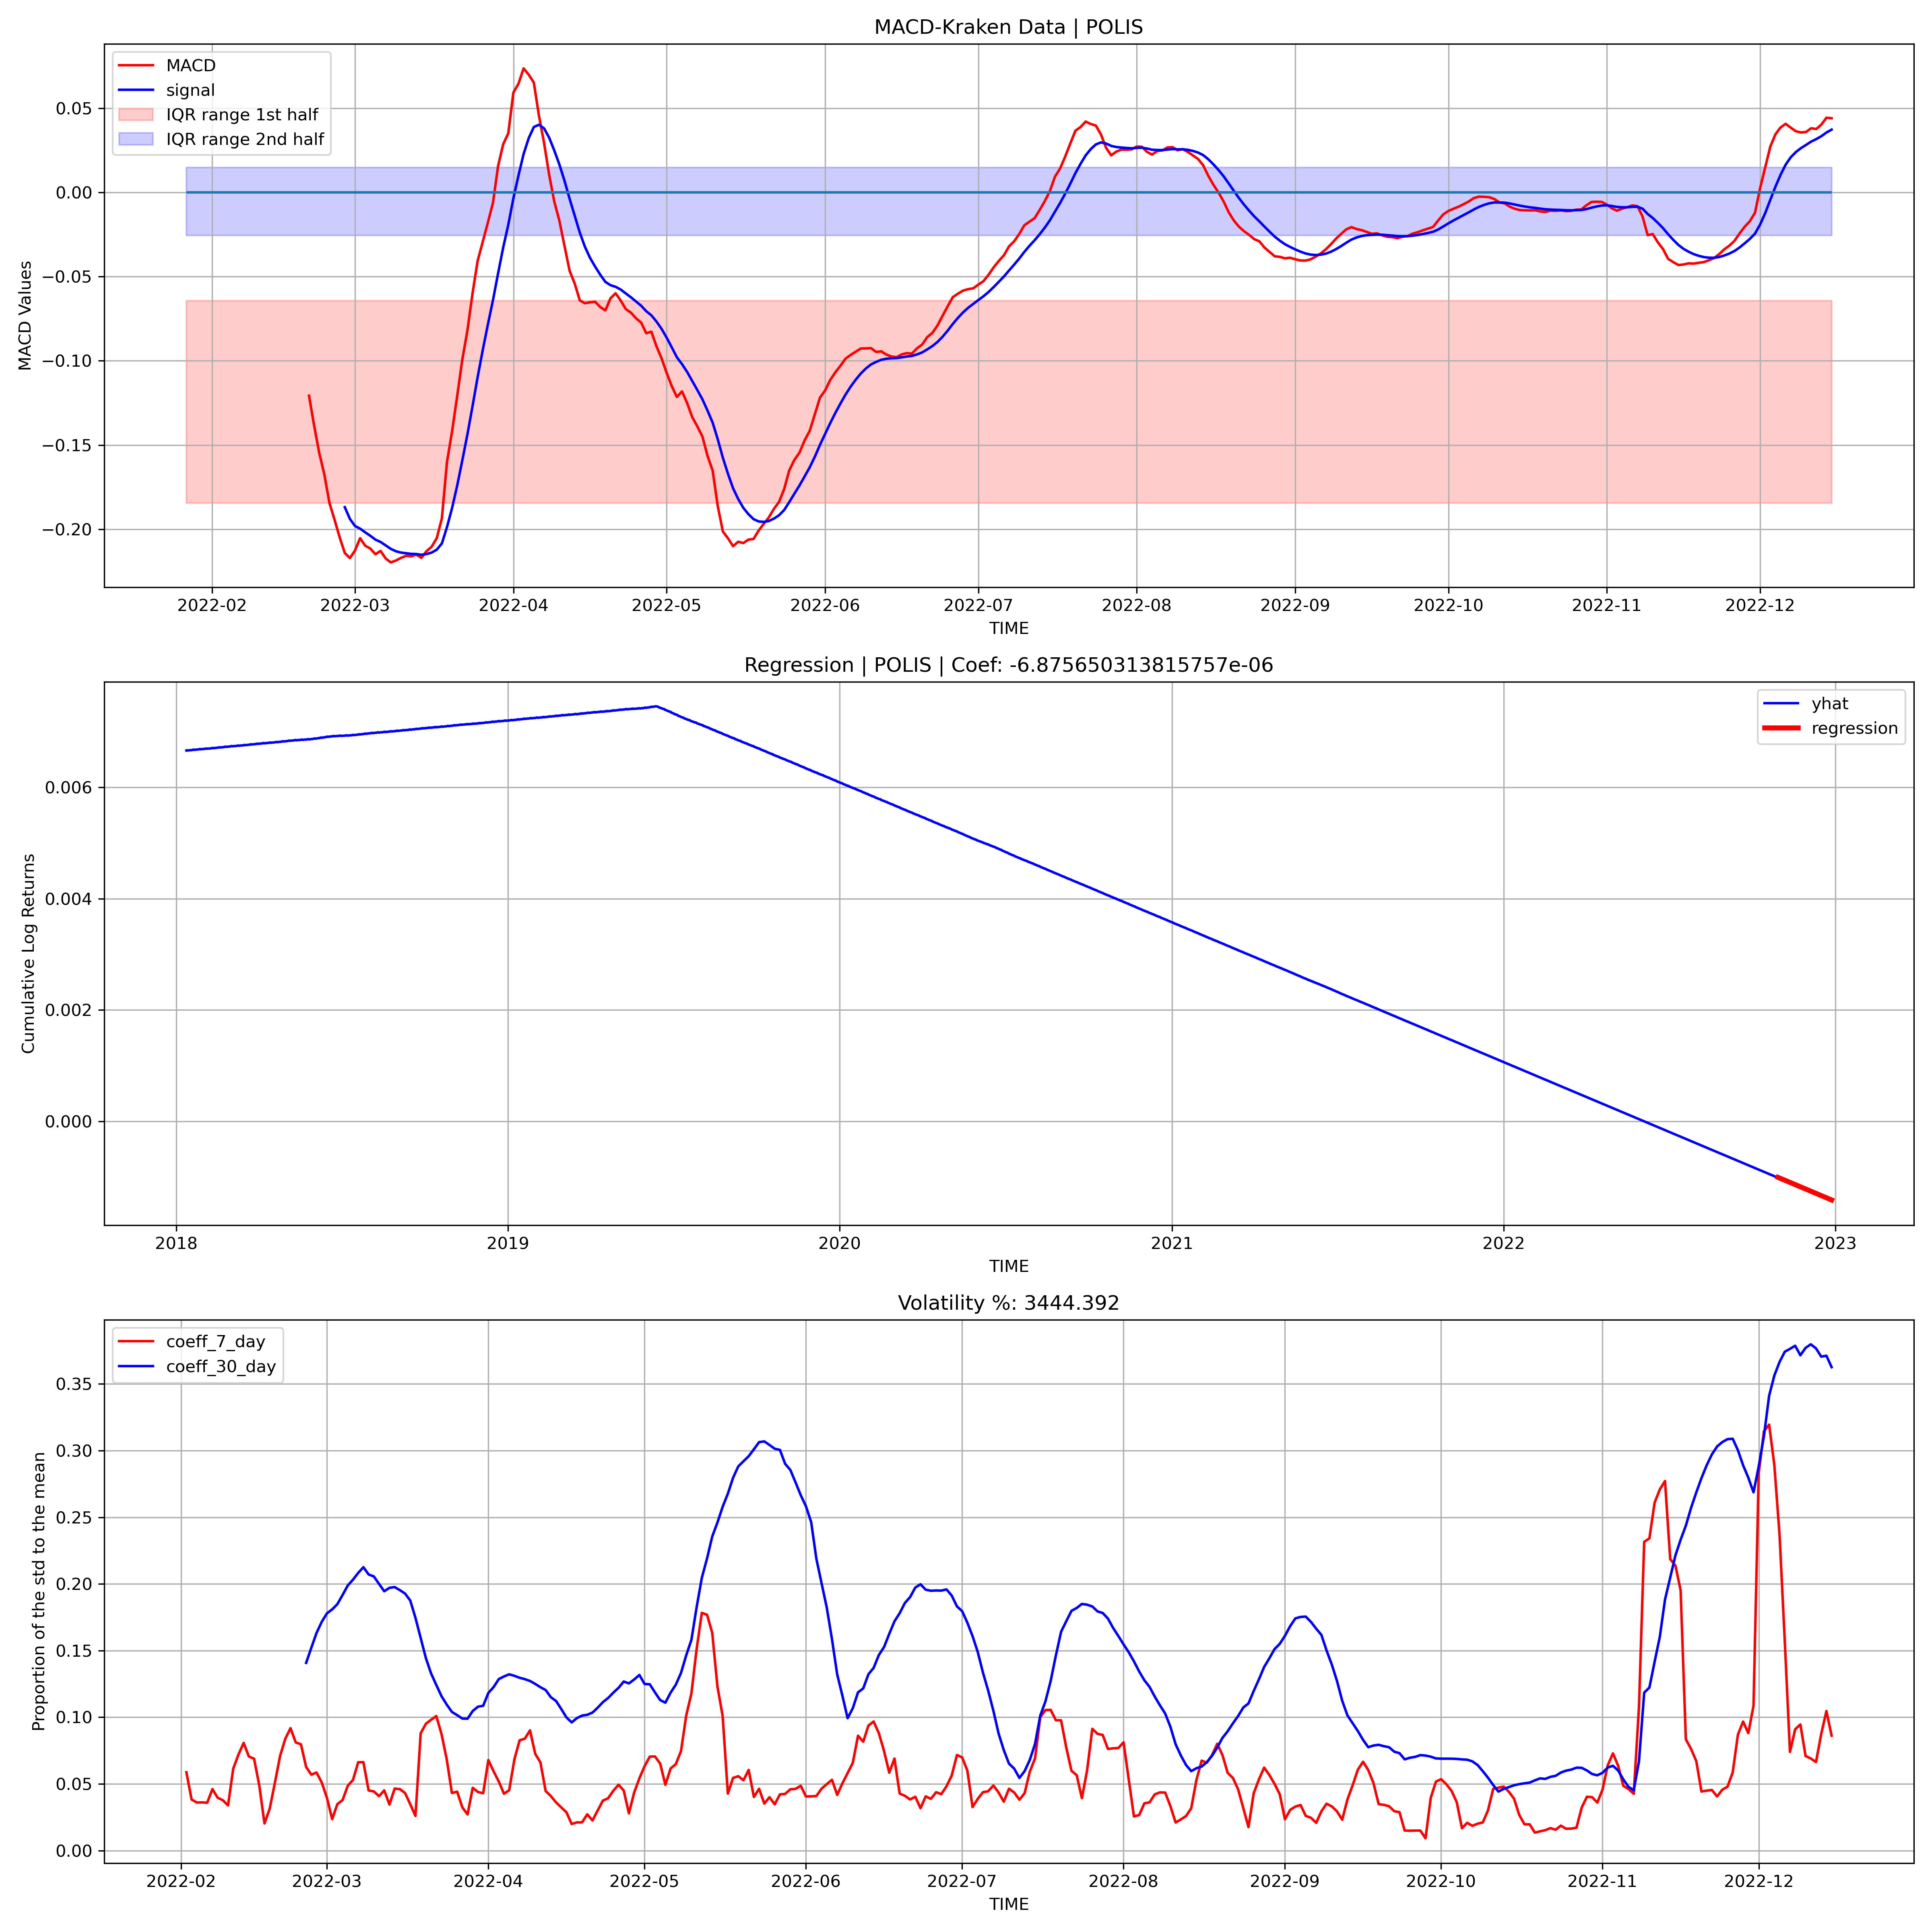 MACD-Kraken Data | POLIS
MACD
signal
IQR range 1st half
IQR range 2nd half
MACD Values
0.05
0.00
−0.05
−0.10
−0.15
−0.20
2022-02 2022-03 2022-04 2022-05 2022-06 2022-07 2022-08 2022-09 2022-10 2022-11 2022-12
TIME
Regression | POLIS | Coef: -6.875650313815757e-06
yhat
regression
Cumulative Log Returns
0.006
0.004
0.002
0.000
2018 2019 2020 2021 2022 2023
TIME
Volatility %: 3444.392
coeff_7_day
coeff_30_day
Proportion of the std to the mean
0.35
0.30
0.25
0.20
0.15
0.10
0.05
0.00
2022-02 2022-03 2022-04 2022-05 2022-06 2022-07 2022-08 2022-09 2022-10 2022-11 2022-12
TIME